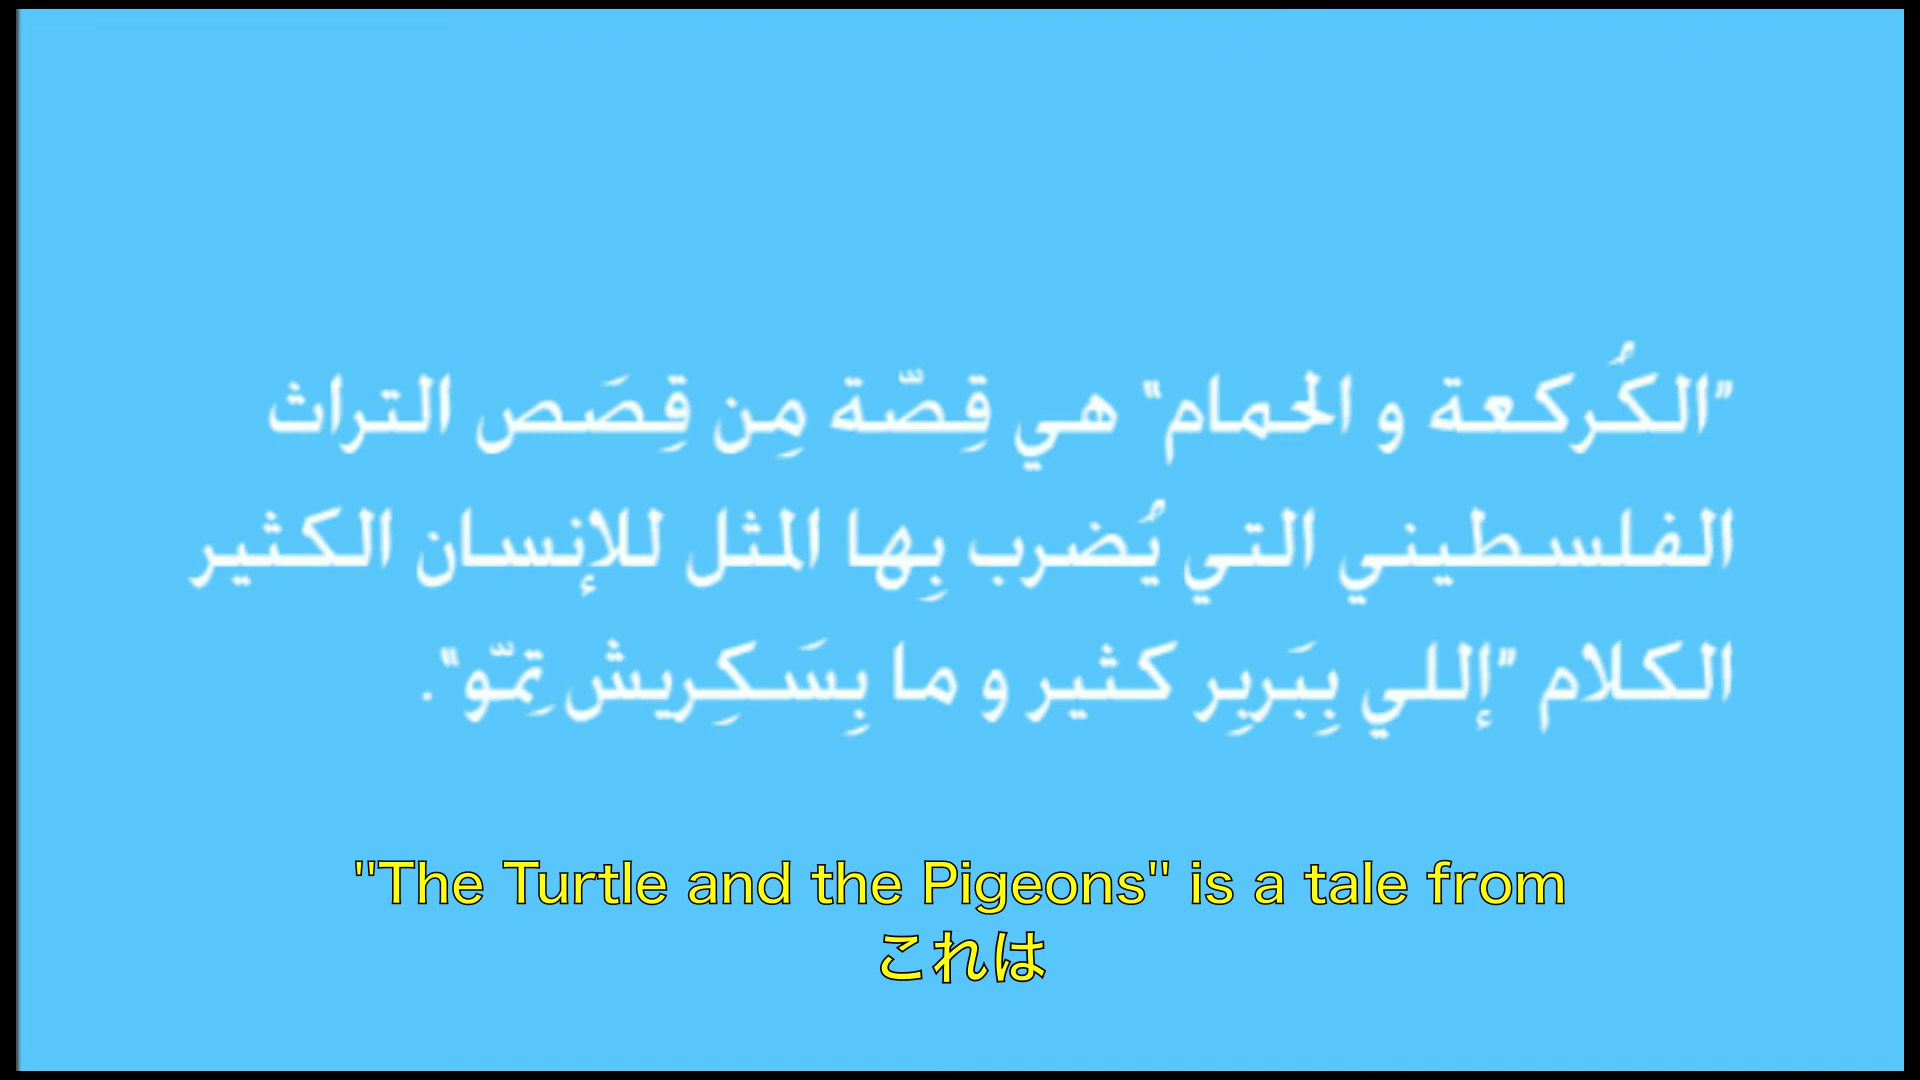 "الكُركعة و الحمام" هي قِصّة مِن قِصَص التراث
الفلسطيني التي يُضرب بِها المثل للإنسان الكثير
الكلام "إللي بِبَربِر كثير و ما بِسَكِريش تِمّو".
"The Turtle and the Pigeons" is a tale from
これは